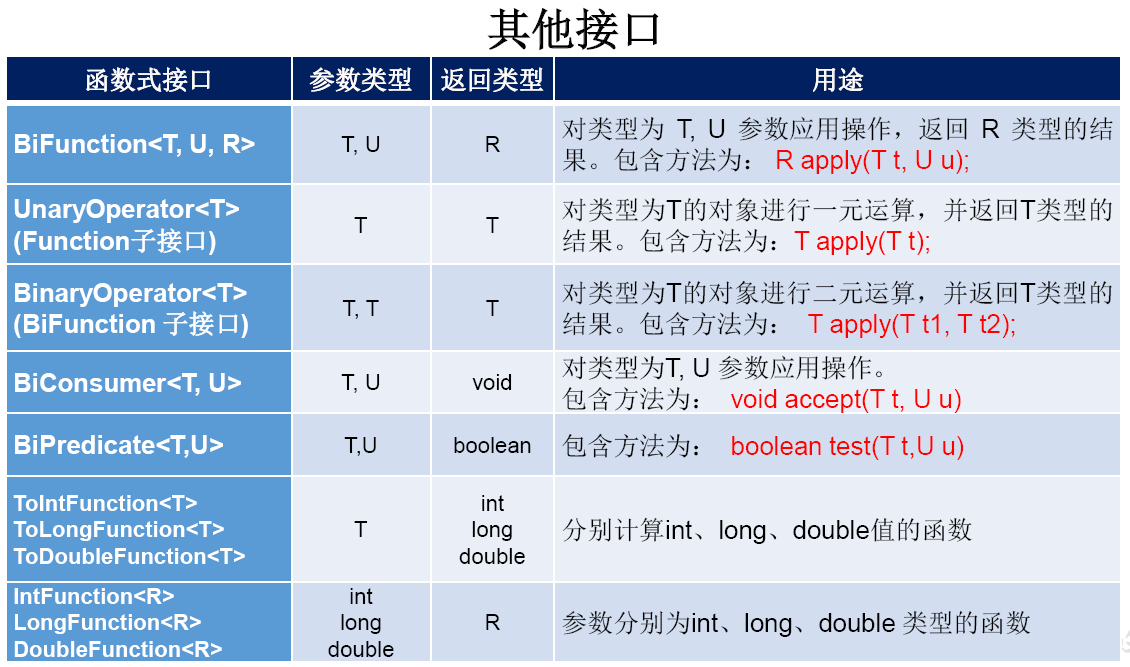 其他接口
函数式接口 参数类型 返回类型 用途
BiFunction<T, U, R> T, U R 对类型为 T, U 参数应用操作，返回 R 类型的结
果。包含方法为： R apply(T t, U u);
UnaryOperator<T>
(Function子接口) T T 对类型为T的对象进行一元运算，并返回T类型的
结果。包含方法为：T apply(T t);
BinaryOperator<T>
(BiFunction 子接口) T, T T 对类型为T的对象进行二元运算，并返回T类型的
结果。包含方法为： T apply(T t1, T t2);
BiConsumer<T, U> T, U void 对类型为T, U 参数应用操作。
包含方法为： void accept(T t, U u)
BiPredicate<T,U> T,U boolean 包含方法为： boolean test(T t,U u)
ToIntFunction<T>
ToLongFunction<T>
ToDoubleFunction<T>
T
int
long
double
分别计算int、long、double值的函数
IntFunction<R>
LongFunction<R>
DoubleFunction<R>
int
long
double
R
参数分别为int、long、double 类型的函数